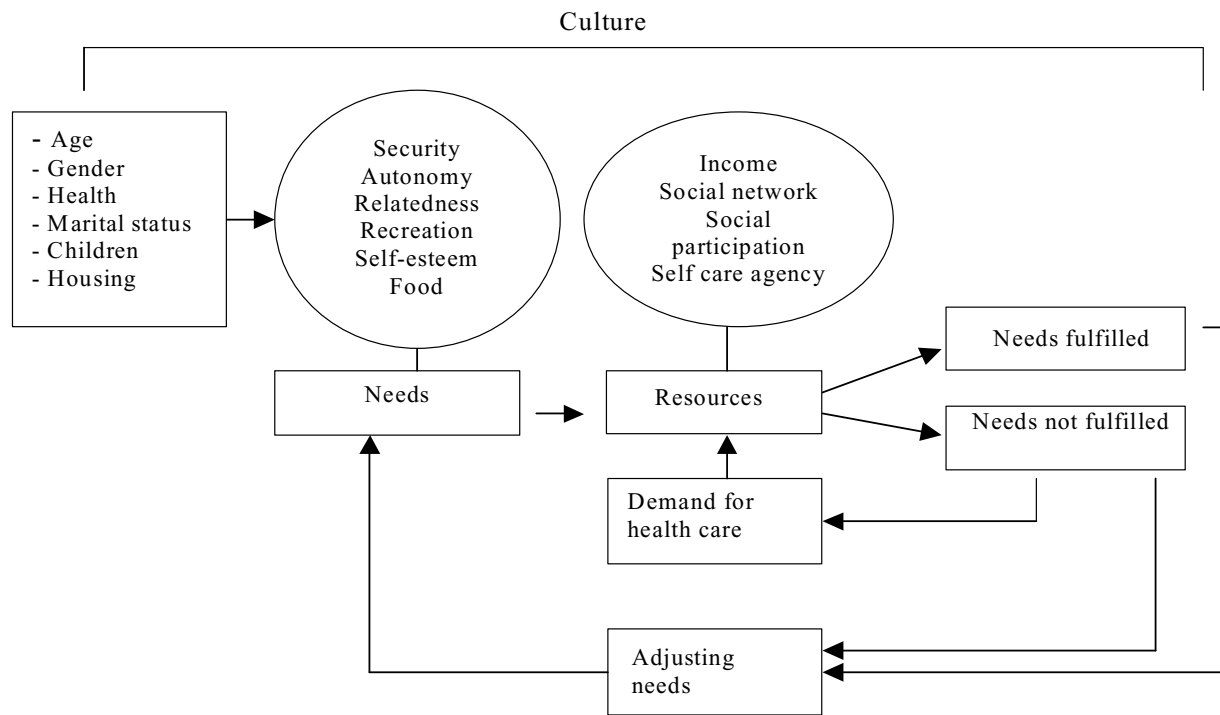 Culture
- Age
- Gender
- Health
- Marital status
- Children
- Housing
Security
Autonomy
Relatedness
Recreation
Self-esteem
Food
Income
Social network
Social
participation
Self care agency
Needs
Resources
Needs fulfilled
Needs not fulfilled
Demand for
health care
Adjusting
needs